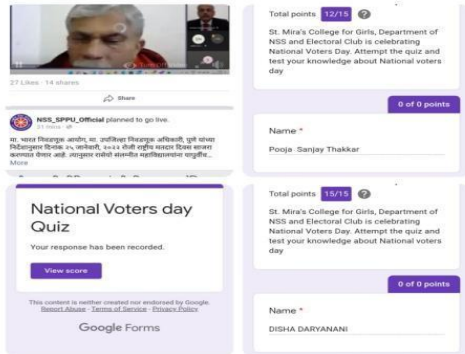 27 Likes · 14 shares
Share
NSS_SPPU_Official planned to go live.
31 mins
मा. भारत निवडणूक आयोग, मा. उपजिल्हा निवडणूक अधिकारी, पुणे यांच्या
निर्देशानुसार दिनांक २५ जानेवारी, २०२२ रोजी राष्ट्रीय मतदार दिवस साजरा
करण्यात येणार आहे. त्यानुसार रासेयो संलग्नित महाविद्यालयांना
More
National Voters day
Quiz
Your response has been recorded.
View score
This content is neither created nor endorsed by Google.
Report Abuse - Terms of Service - Privacy Policy
Google Forms
Total points 12/15 ?
St. Mira's College for Girls, Department of
NSS and Electoral Club is celebrating
National Voters Day. Attempt the quiz and
test your knowledge about National voters
day
0 of 0 points
Name *
Pooja Sanjay Thakkar
Total points 15/15 ?
St. Mira's College for Girls, Department of
NSS and Electoral Club is celebrating
National Voters Day. Attempt the quiz and
test your knowledge about National voters
day
0 of 0 points
Name *
DISHA DARYANANI